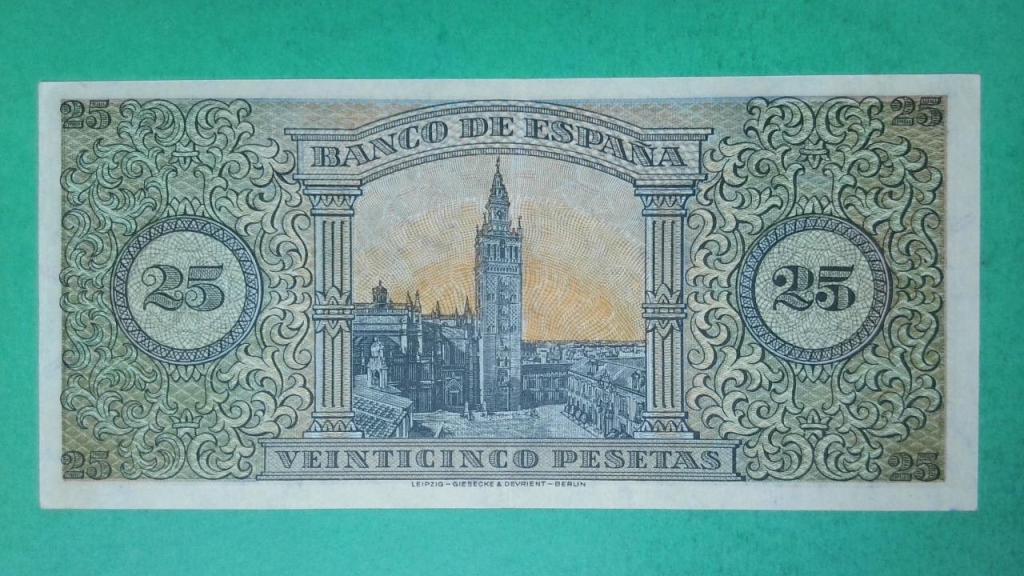 25 25
BANCO DE ESPAÑA
25 25
25 25
VEINTICINCO PESETAS
LEIPZIG – GIESECKE & DEVRIENT – BERLIN